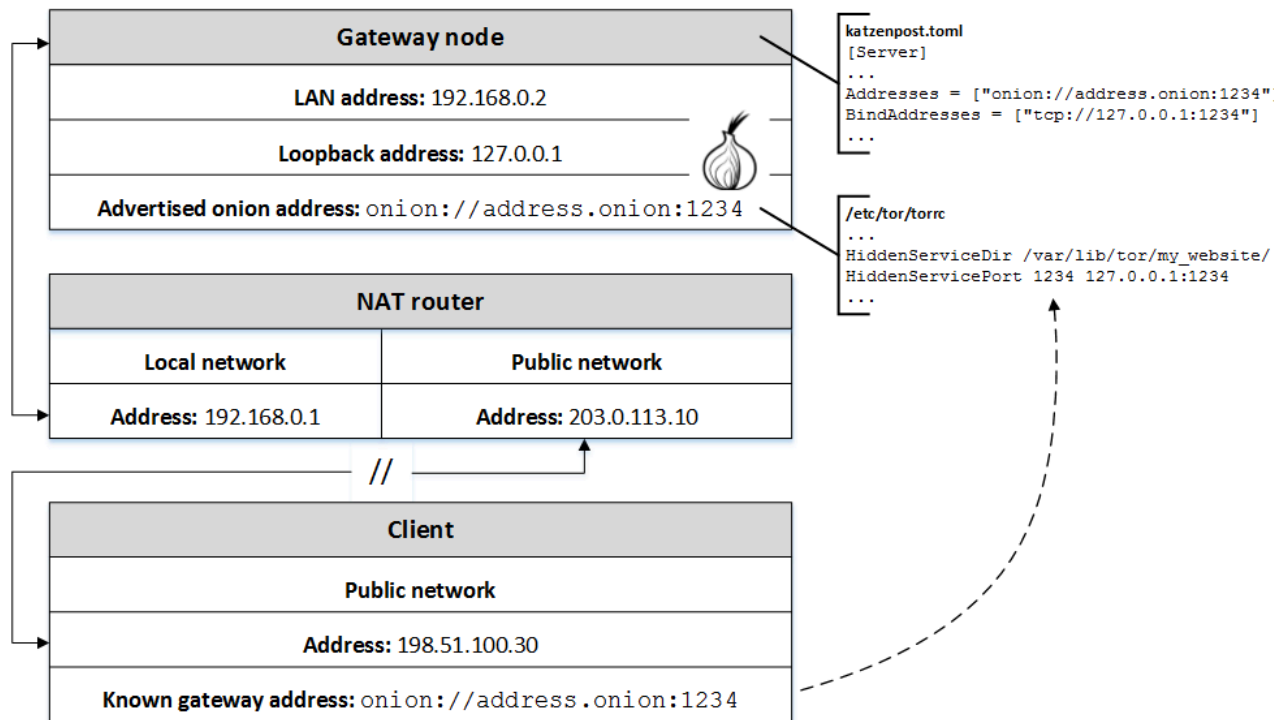 Gateway node
LAN address: 192.168.0.2
Loopback address: 127.0.0.1
Advertised onion address: onion://address.onion:1234
katzenpost.toml
[Server]
...
Addresses = ["onion://address.onion:1234"]
BindAddresses = ["tcp://127.0.0.1:1234"]
...
/etc/tor/torrc
...
HiddenServiceDir /var/lib/tor/my_website/
HiddenServicePort 1234 127.0.0.1:1234
...
NAT router
Local network
Public network
Address: 192.168.0.1
Address: 203.0.113.10
//
Client
Public network
Address: 198.51.100.30
Known gateway address: onion://address.onion:1234